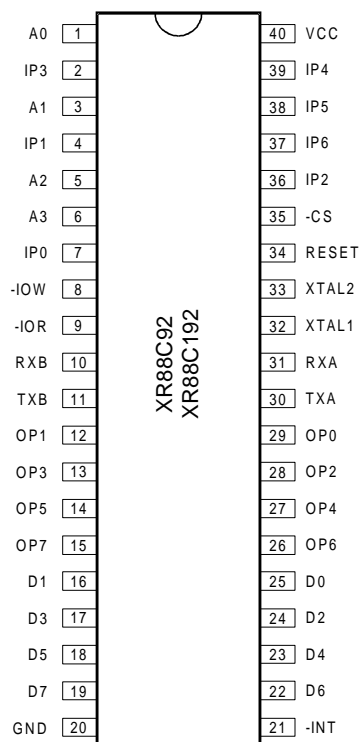 A0 1 40 VCC
IP3 2 39 IP4
A1 3 38 IP5
IP1 4 37 IP6
A2 5 36 IP2
A3 6 35 -CS
IP0 7 34 RESET
-IOW 8 33 XTAL2
-IOR 9 32 XTAL1
RXB 10 31 RXA
TXB 11 30 TXA
OP1 12 29 OP0
OP3 13 28 OP2
OP5 14 27 OP4
OP7 15 26 OP6
D1 16 25 D0
D3 17 24 D2
D5 18 23 D4
D7 19 22 D6
GND 20 21 -INT
XR88C92
XR88C192